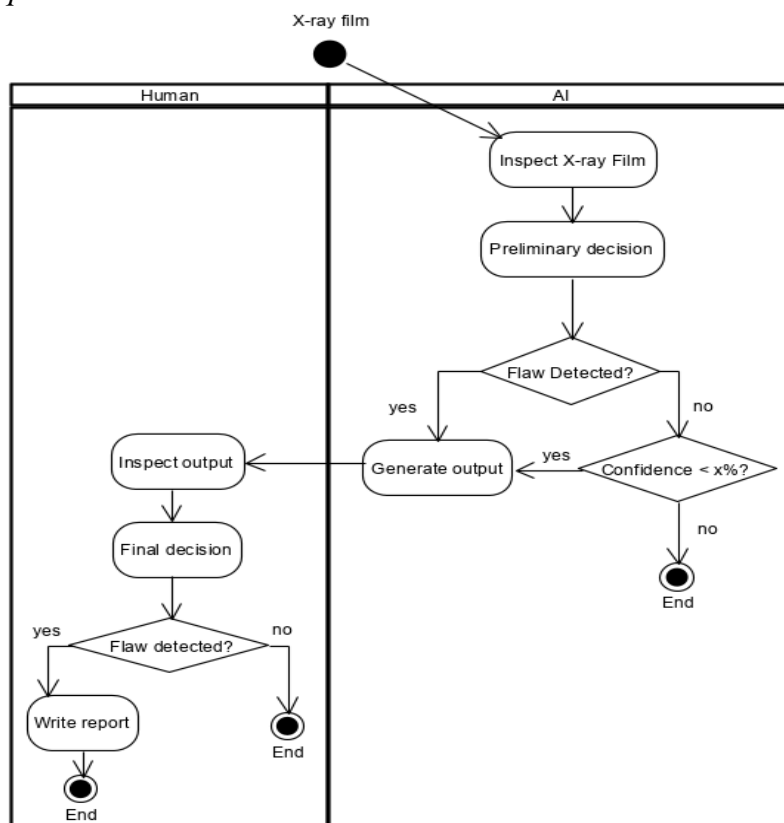 X-ray film
Human
AI
Inspect X-ray Film
Preliminary decision
Flaw Detected?
yes
no
Inspect output
Generate output
yes
Confidence < x%?
Final decision
no
End
yes
Flaw detected?
no
Write report
End
End